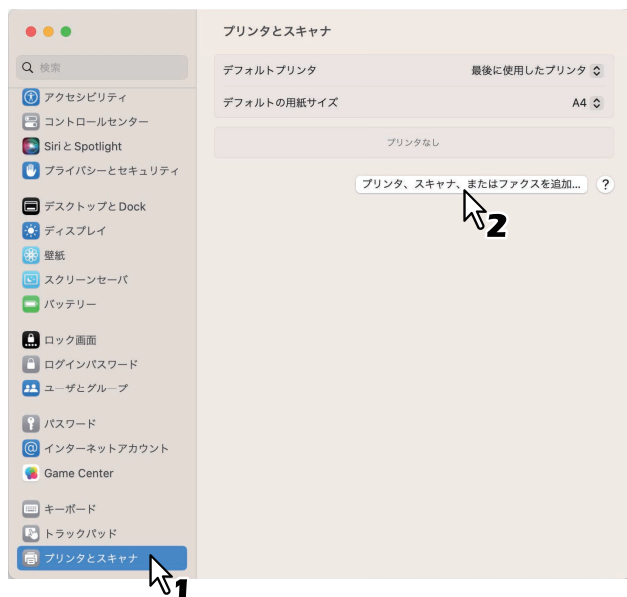 プリンタとスキャナ
検索
デフォルトプリンタ 最後に使用したプリンタ
アクセシビリティ
デフォルトの用紙サイズ A4
コントロールセンター
Siri と Spotlight
プリンタなし
プライバシーとセキュリティ
プリンタ、スキャナ、またはファクスを追加... ?
デスクトップと Dock
2
ディスプレイ
壁紙
スクリーンセーバ
バッテリー
ロック画面
ログインパスワード
ユーザとグループ
パスワード
インターネットアカウント
Game Center
キーボード
トラックパッド
プリンタとスキャナ
1